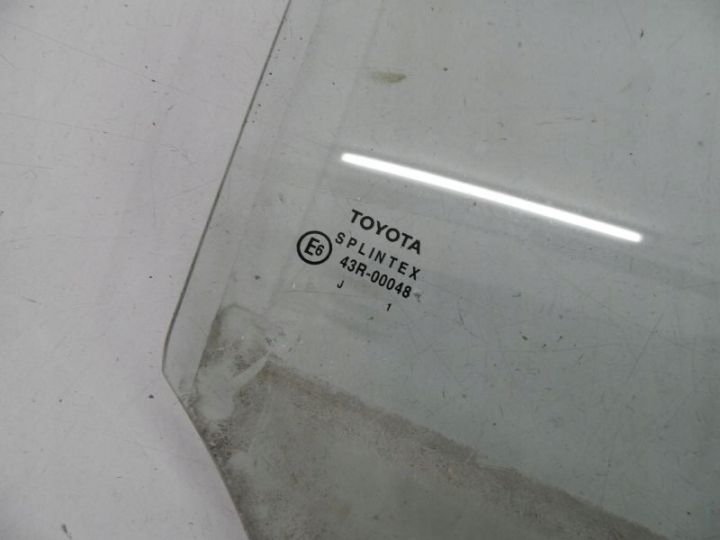 TOYOTA
SPLINTEX
E6
43R-00048
J 1